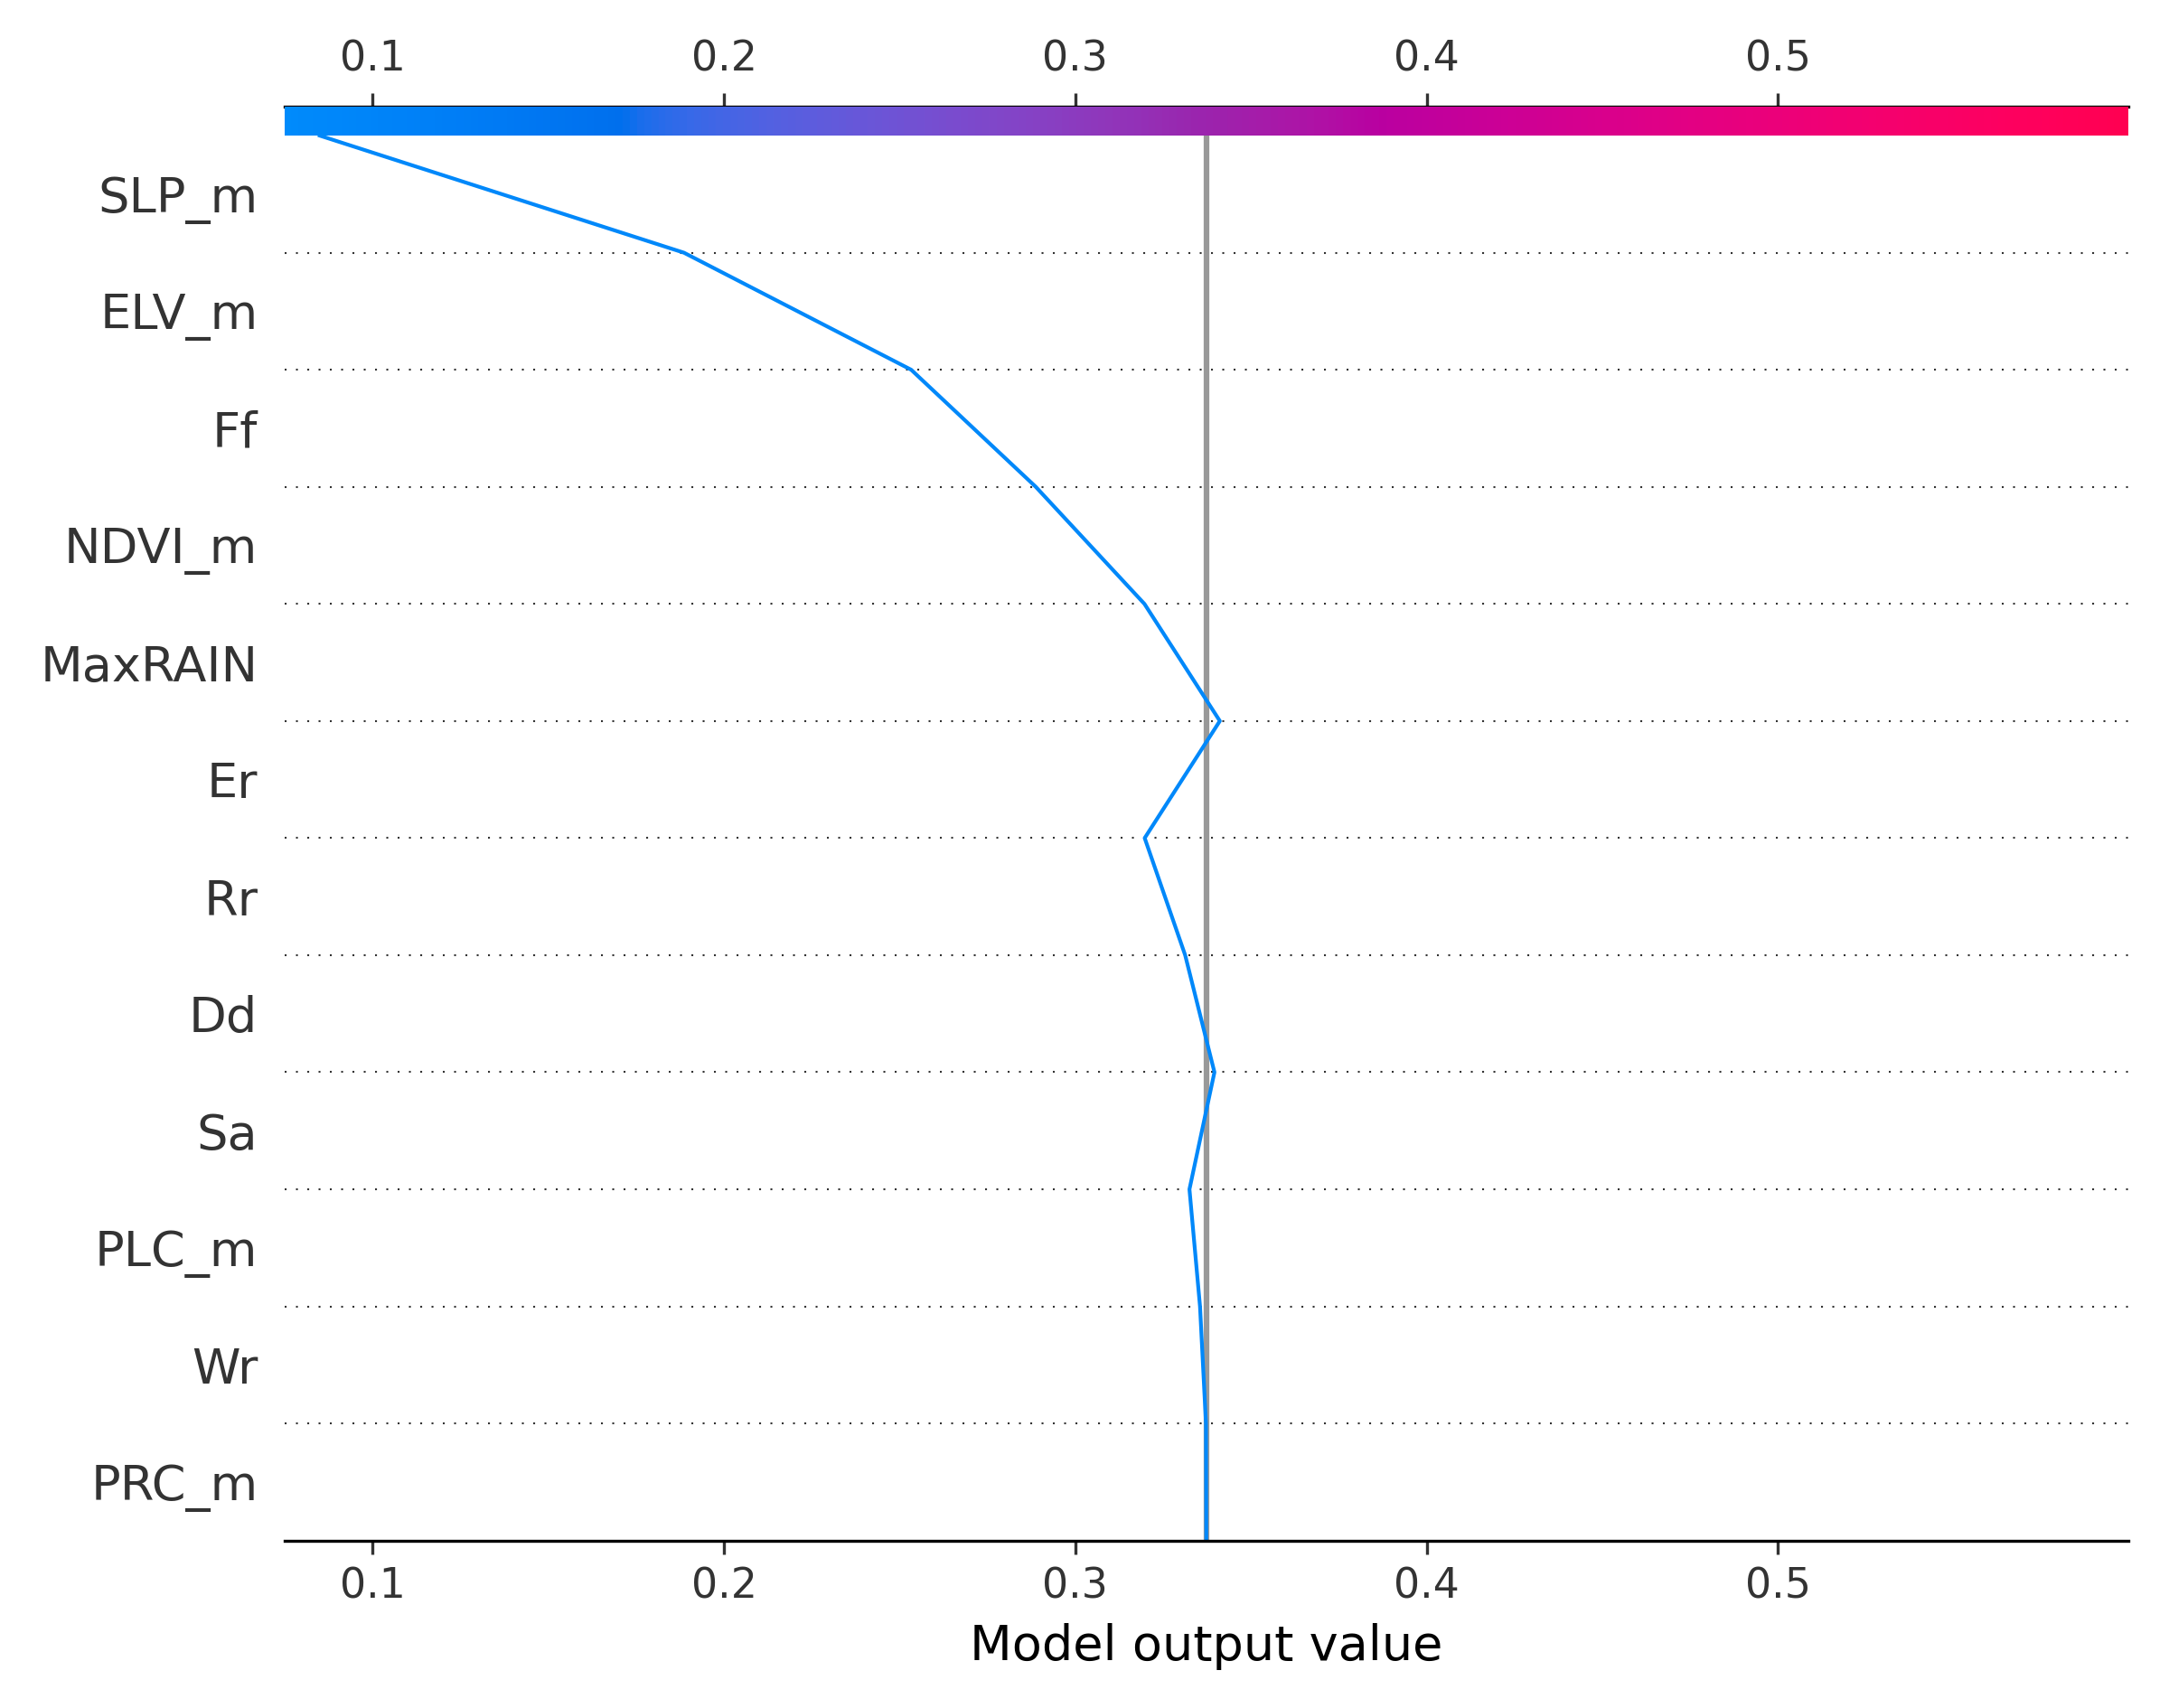 0.1 0.2 0.3 0.4 0.5
SLP_m
ELV_m
Ff
NDVI_m
MaxRAIN
Er
Rr
Dd
Sa
PLC_m
Wr
PRC_m
0.1 0.2 0.3 0.4 0.5
Model output value